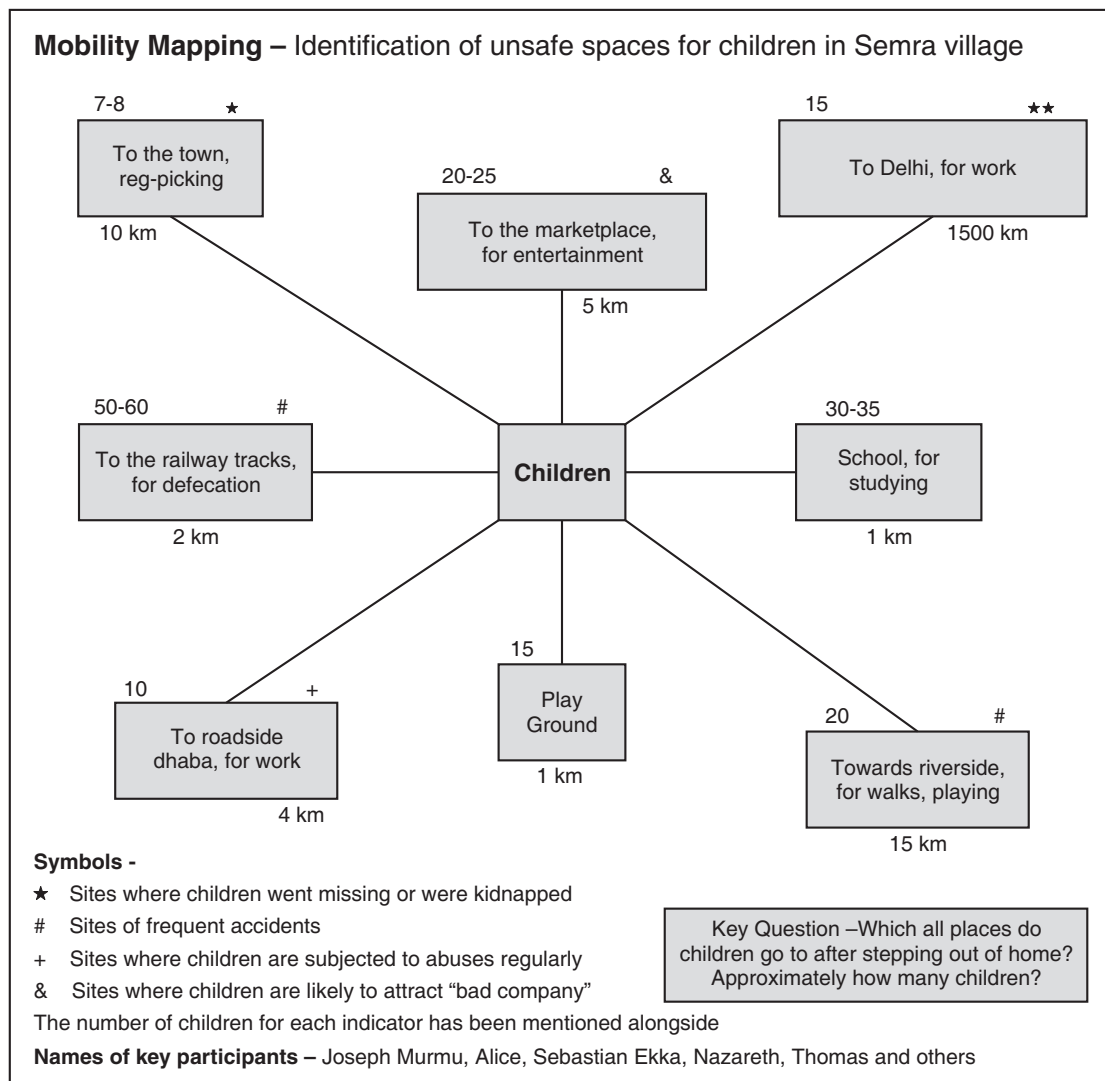 Mobility Mapping – Identification of unsafe spaces for children in Semra village
7-8 ★
To the town,
reg-picking
10 km
20-25 &
To the marketplace,
for entertainment
5 km
15 ★★
To Delhi, for work
1500 km
50-60 #
To the railway tracks,
for defecation
2 km
Children
30-35
School, for
studying
1 km
10 +
To roadside
dhaba, for work
4 km
15
Play
Ground
1 km
20 #
Towards riverside,
for walks, playing
15 km
Symbols -
★ Sites where children went missing or were kidnapped
# Sites of frequent accidents
+ Sites where children are subjected to abuses regularly
& Sites where children are likely to attract “bad company”
Key Question –Which all places do
children go to after stepping out of home?
Approximately how many children?
The number of children for each indicator has been mentioned alongside
Names of key participants – Joseph Murmu, Alice, Sebastian Ekka, Nazareth, Thomas and others